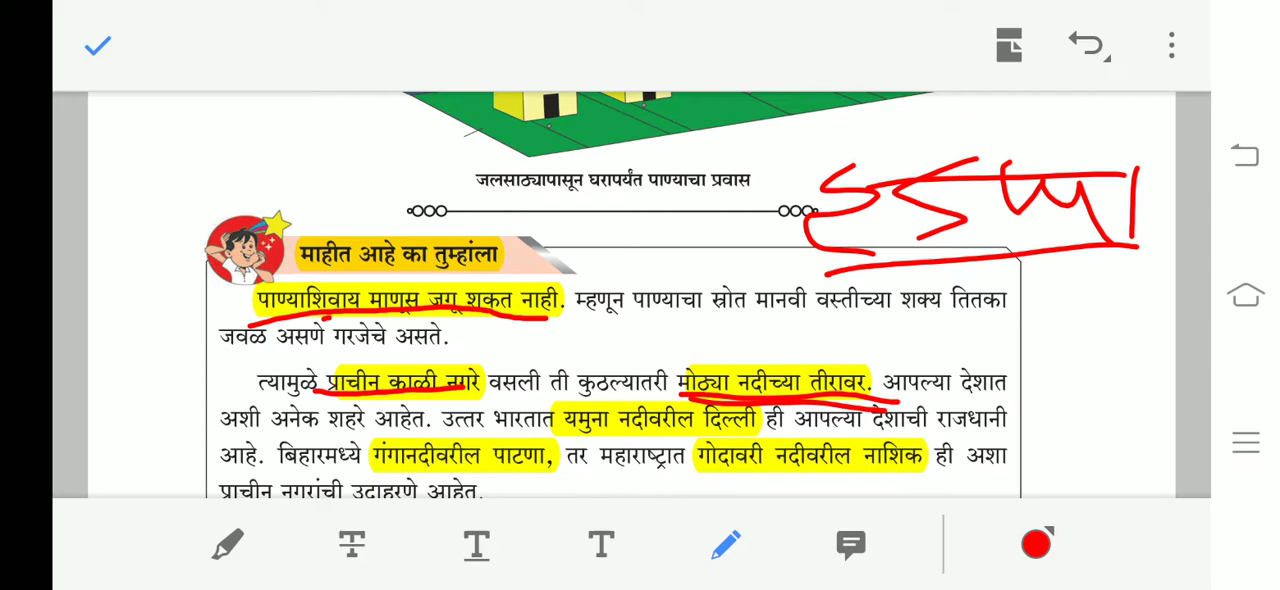 जलसाठ्यापासून घरापर्यंत पाण्याचा प्रवास
माहीत आहे का तुम्हांला
पाण्याशिवाय माणूस जगू शकत नाही. म्हणून पाण्याचा स्रोत मानवी वस्तीच्या शक्य तितका
जवळ असणे गरजेचे असते.
त्यामुळे प्राचीन काळी नगरे वसली ती कुठल्यातरी मोठ्या नदीच्या तीरावर. आपल्या देशात
अशी अनेक शहरे आहेत. उत्तर भारतात यमुना नदीवरील दिल्ली ही आपल्या देशाची राजधानी
आहे. बिहारमध्ये गंगानदीवरील पाटणा, तर महाराष्ट्रात गोदावरी नदीवरील नाशिक ही अशा
प्राचीन नगरांची उदाहरणे आहेत.
T T T